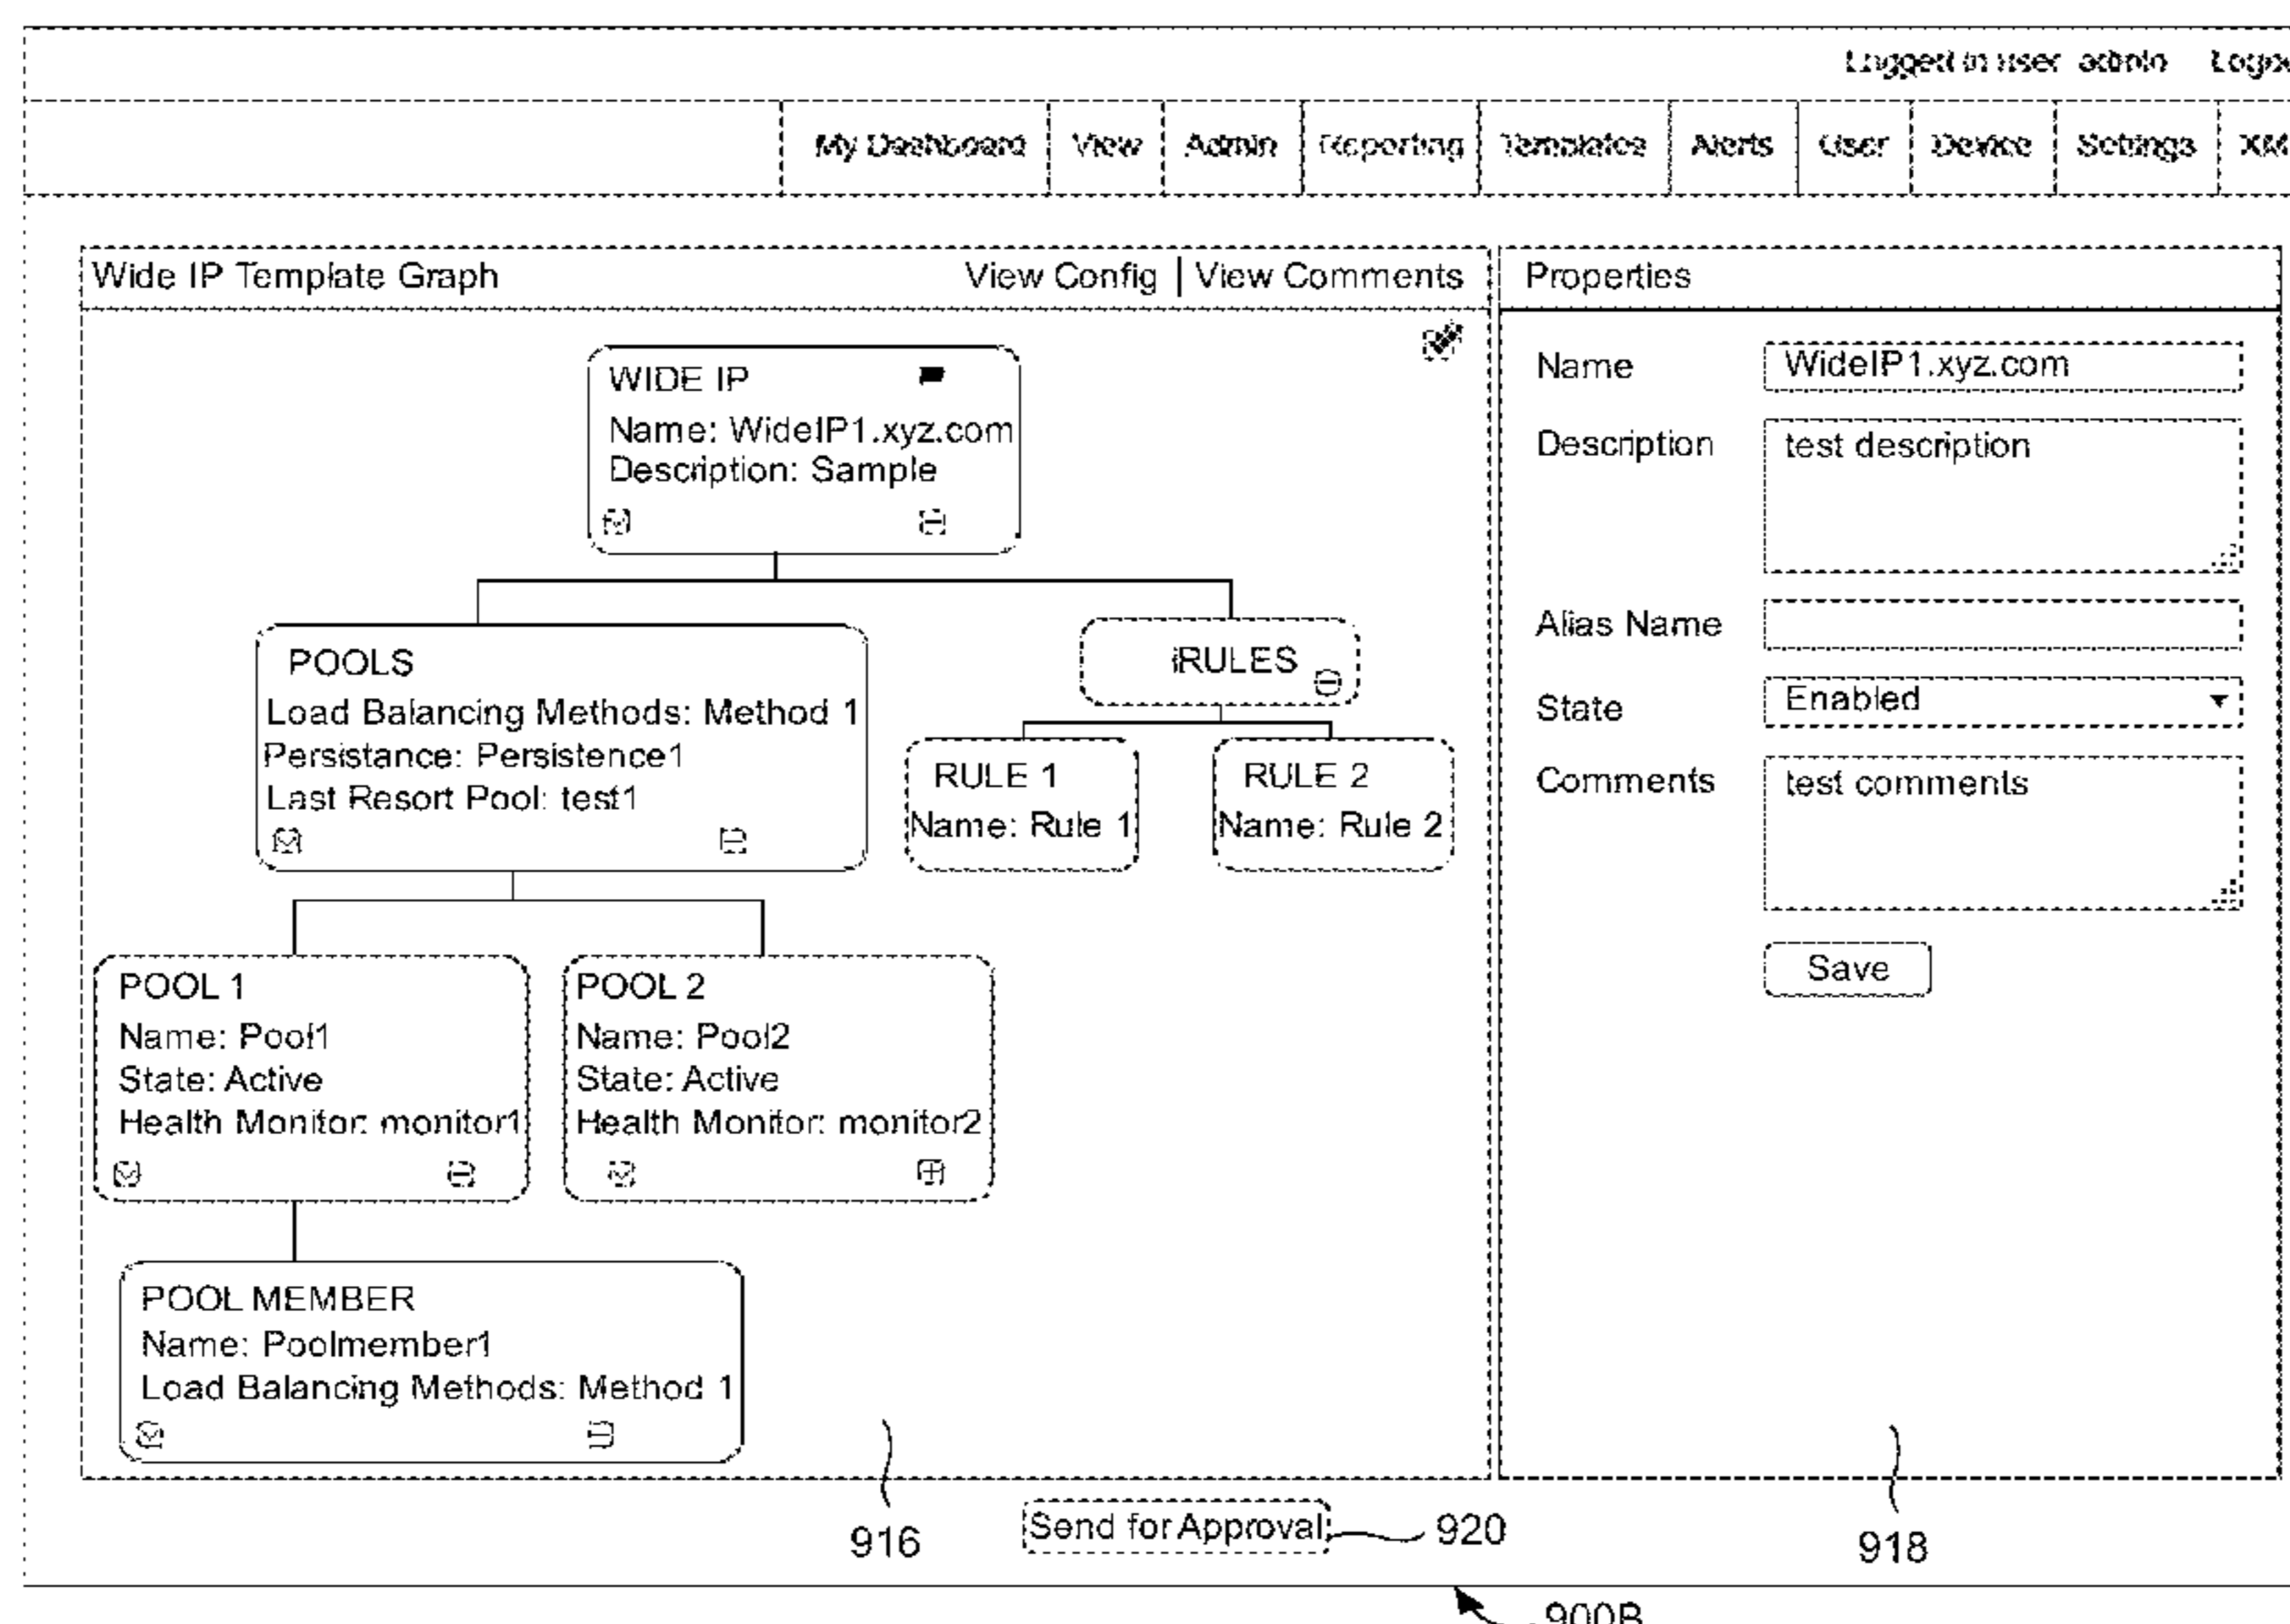 Logged in user admin
My Dashboard View Admin Reporting Templates Alerts User Device Settings
Wide IP Template Graph View Config | View Comments
WIDE IP
Name: WideIP1.xyz.com
Description: Sample
POOLS
Load Balancing Methods: Method 1
Persistance: Persistence1
Last Resort Pool: test1
iRULES
RULE 1
Name: Rule 1
RULE 2
Name: Rule 2
POOL 1
Name: Pool1
State: Active
Health Monitor: monitor1
POOL 2
Name: Pool2
State: Active
Health Monitor: monitor2
POOL MEMBER
Name: Poolmember1
Load Balancing Methods: Method 1
Properties
Name WideIP1.xyz.com
Description test description
Alias Name
State Enabled
Comments test comments
Save
916
Send for Approval
920
918
900B